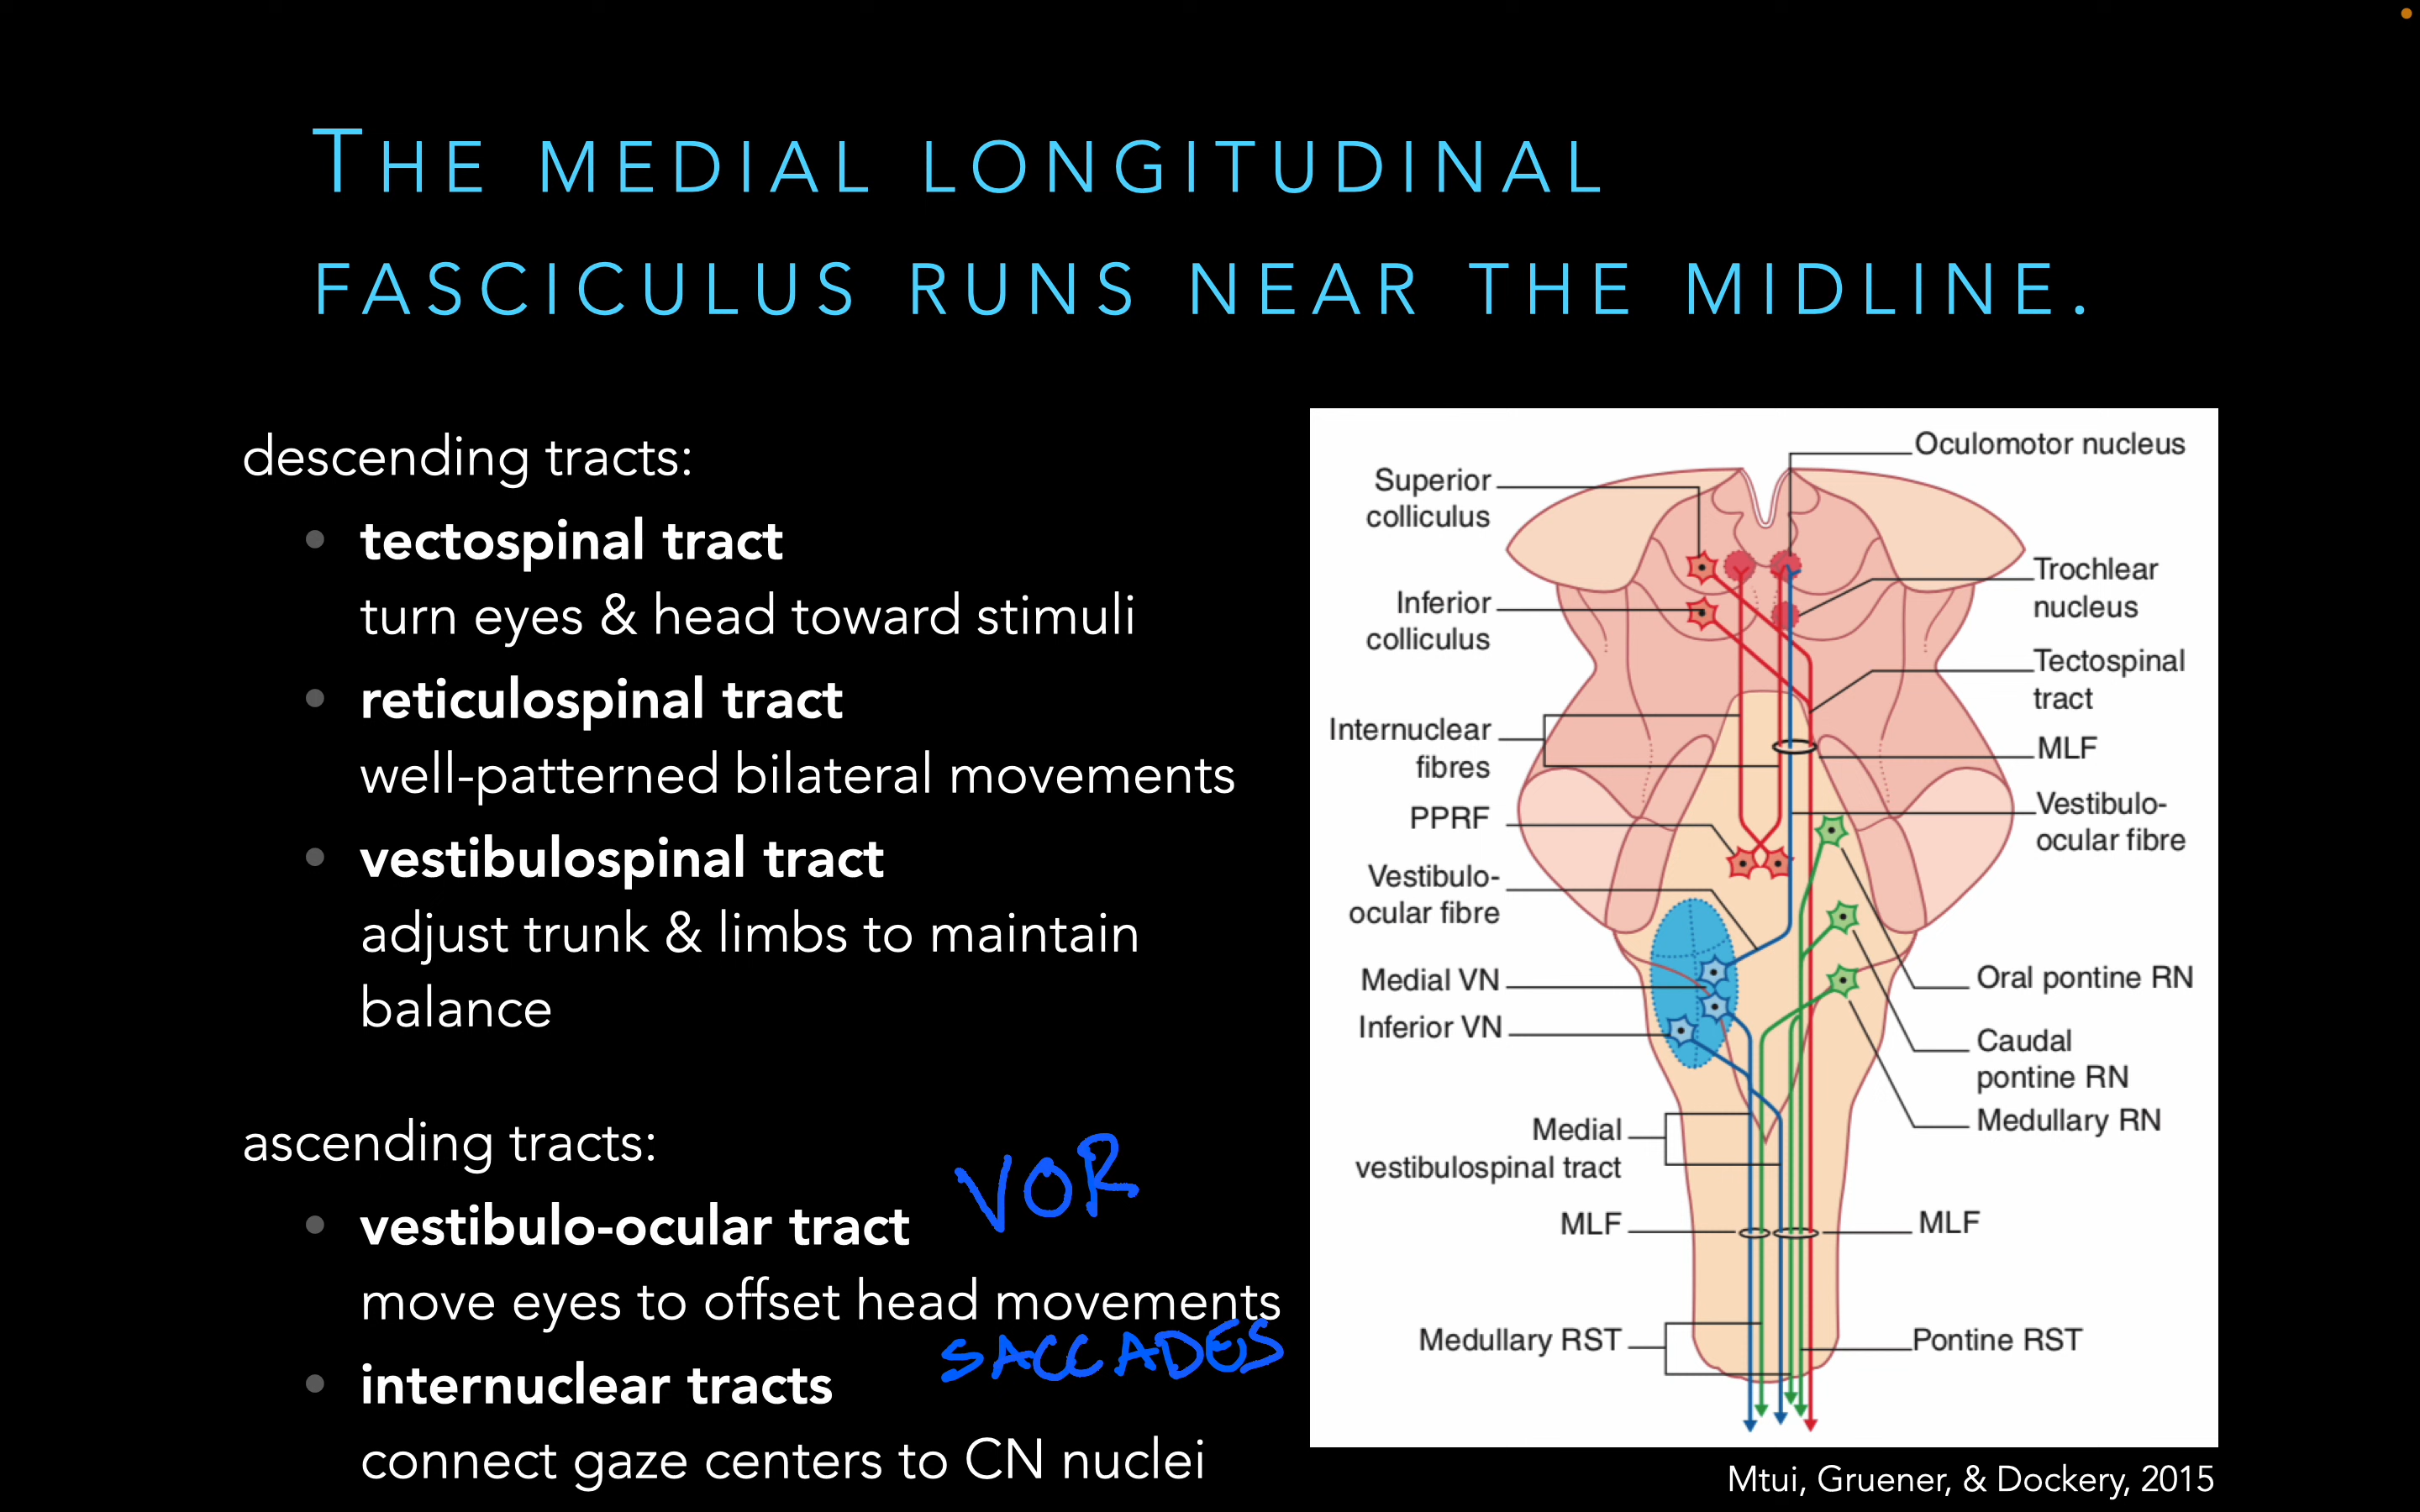 THE MEDIAL LONGITUDINAL
FASCICULUS RUNS NEAR THE MIDLINE.
descending tracts:
• tectospinal tract
turn eyes & head toward stimuli
• reticulospinal tract
well-patterned bilateral movements
• vestibulospinal tract
adjust trunk & limbs to maintain
balance
ascending tracts:
VOR
• vestibulo-ocular tract
move eyes to offset head movements
SACCADES
• internuclear tracts
connect gaze centers to CN nuclei
Superior
colliculus
Inferior
colliculus
Internuclear
fibres
PPRF
Vestibulo-
ocular fibre
Medial VN
Inferior VN
Medial
vestibulospinal tract
MLF
Medullary RST
Oculomotor nucleus
Trochlear
nucleus
Tectospinal
tract
MLF
Vestibulo-
ocular fibre
Oral pontine RN
Caudal
pontine RN
Medullary RN
MLF
Pontine RST
Mtui, Gruener, & Dockery, 2015